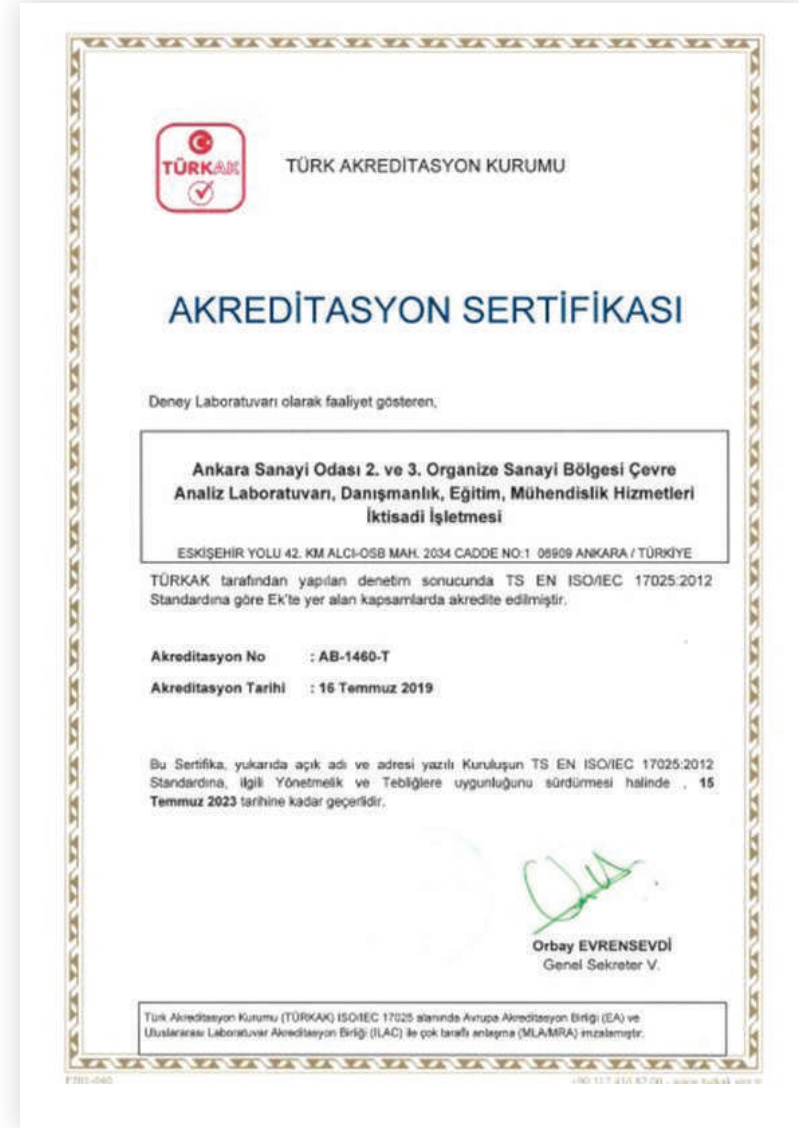 TÜRKAK
TÜRK AKREDİTASYON KURUMU
AKREDİTASYON SERTİFİKASI
Deney Laboratuvarı olarak faaliyet gösteren,
Ankara Sanayi Odası 2. ve 3. Organize Sanayi Bölgesi Çevre
Analiz Laboratuvarı, Danışmanlık, Eğitim, Mühendislik Hizmetleri
İktisadi İşletmesi
ESKİŞEHİR YOLU 42. KM ALCI-OSB MAH. 2034 CADDE NO:1 06909 ANKARA / TÜRKİYE
TÜRKAK tarafından yapılan denetim sonucunda TS EN ISO/IEC 17025:2012
Standardına göre Ek'te yer alan kapsamlarda akredite edilmiştir.
Akreditasyon No : AB-1460-T
Akreditasyon Tarihi : 16 Temmuz 2019
Bu Sertifika, yukarıda açık adı ve adresi yazılı Kuruluşun TS EN ISO/IEC 17025:2012
Standardına, ilgili Yönetmelik ve Tebliğlere uygunluğunu sürdürmesi halinde , 15
Temmuz 2023 tarihine kadar geçerlidir.
Orbay EVRENSEVDİ
Genel Sekreter V.
Türk Akreditasyon Kurumu (TÜRKAK) ISO/IEC 17025 alanında Avrupa Akreditasyon Birliği (EA) ve
Uluslararası Laboratuvar Akreditasyon Birliği (ILAC) ile çok taraflı anlaşma (MLA/MRA) imzalamıştır.